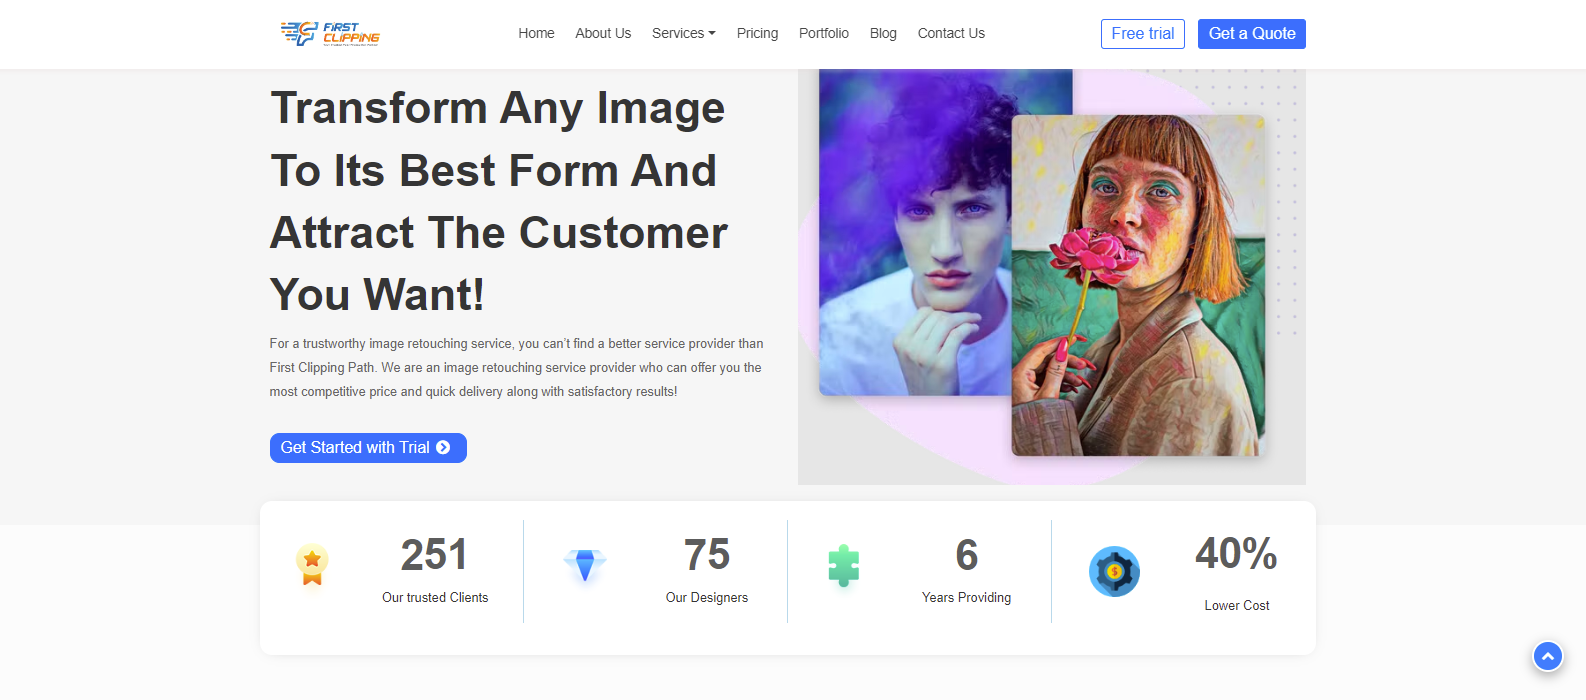 FiRST
CLIPPING
Home About Us Services Pricing Portfolio Blog Contact Us Free trial Get a Quote
Transform Any Image
To Its Best Form And
Attract The Customer
You Want!
For a trustworthy image retouching service, you can't find a better service provider than
First Clipping Path. We are an image retouching service provider who can offer you the
most competitive price and quick delivery along with satisfactory results!
Get Started with Trial
251
Our trusted Clients
75
Our Designers
6
Years Providing
40%
Lower Cost